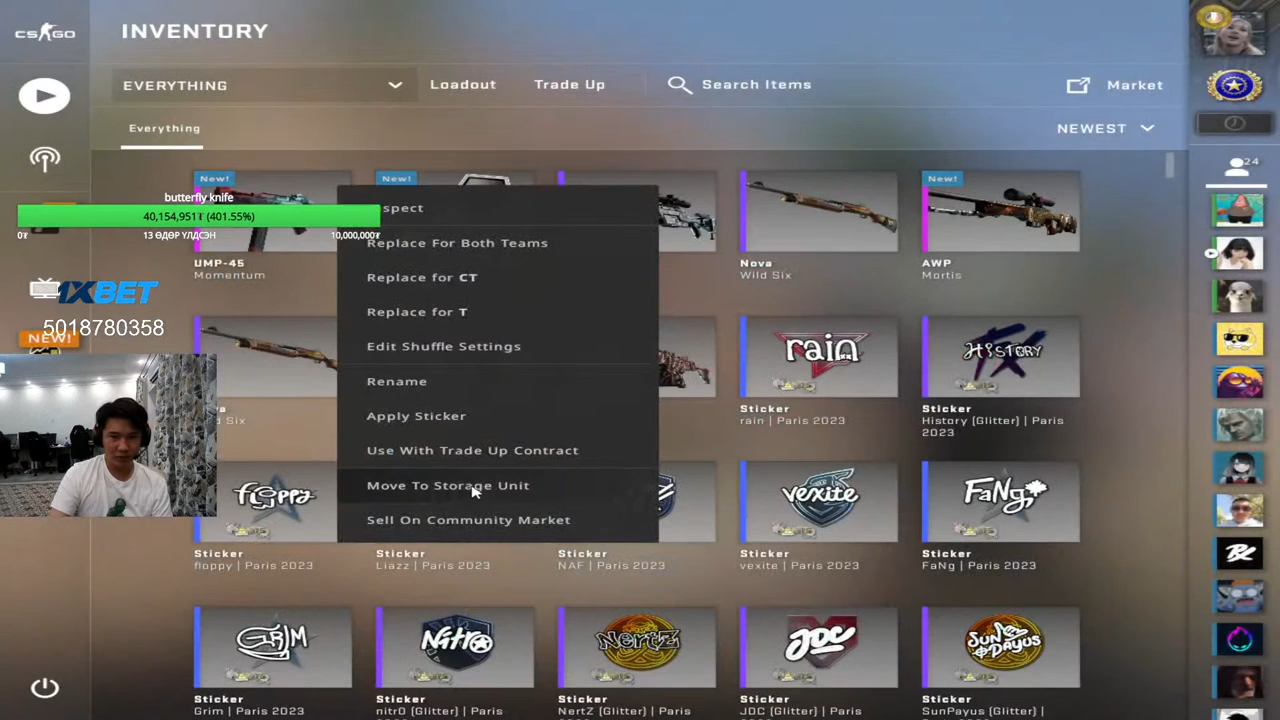 CS GO
INVENTORY
EVERYTHING
Loadout
Trade Up
Search Items
Market
Everything
NEWEST
24
New!
New!
New!
butterfly knife
40,154,951₮ (401.55%)
0₮
13 ӨДӨР ҮЛДСЭН
10,000,000₮
UMP-45
Momentum
Nova
Wild Six
AWP
Mortis
spect
Replace For Both Teams
Replace for CT
Replace for T
Edit Shuffle Settings
Rename
Apply Sticker
Use With Trade Up Contract
Move To Storage Unit
Sell On Community Market
1XBET
5018780358
NEW!
rain
HISTORY
Sticker
rain | Paris 2023
Sticker
History (Glitter) | Paris
2023
floppy
vexite
FaNg
Sticker
floppy | Paris 2023
Sticker
Liazz | Paris 2023
Sticker
NAF | Paris 2023
Sticker
vexite | Paris 2023
Sticker
FaNg | Paris 2023
GRIM
NITRO
NERTZ
JDC
SUNPAYUS
Sticker
Grim | Paris 2023
Sticker
nitr0 (Glitter) | Paris
Sticker
NertZ (Glitter) | Paris
Sticker
JDC (Glitter) | Paris
Sticker
SunPayus (Glitter) |